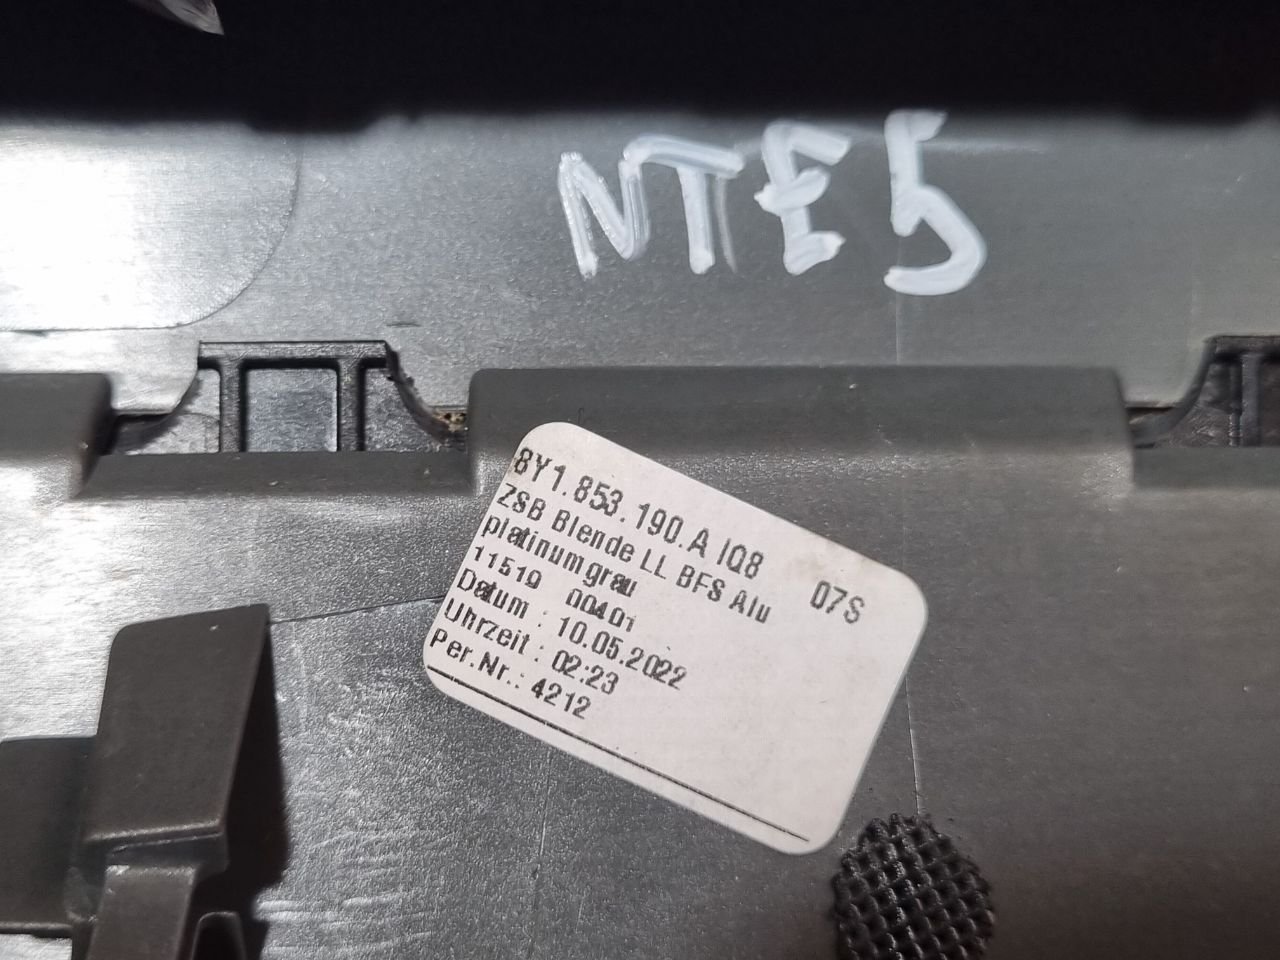 NTE5
8Y1.853.190.A IQ8 07S
ZSB Blende LL BFS Alu
platinumgrau
11519 00401
Datum : 10.05.2022
Uhrzeit : 02:23
Per.Nr.: 4212